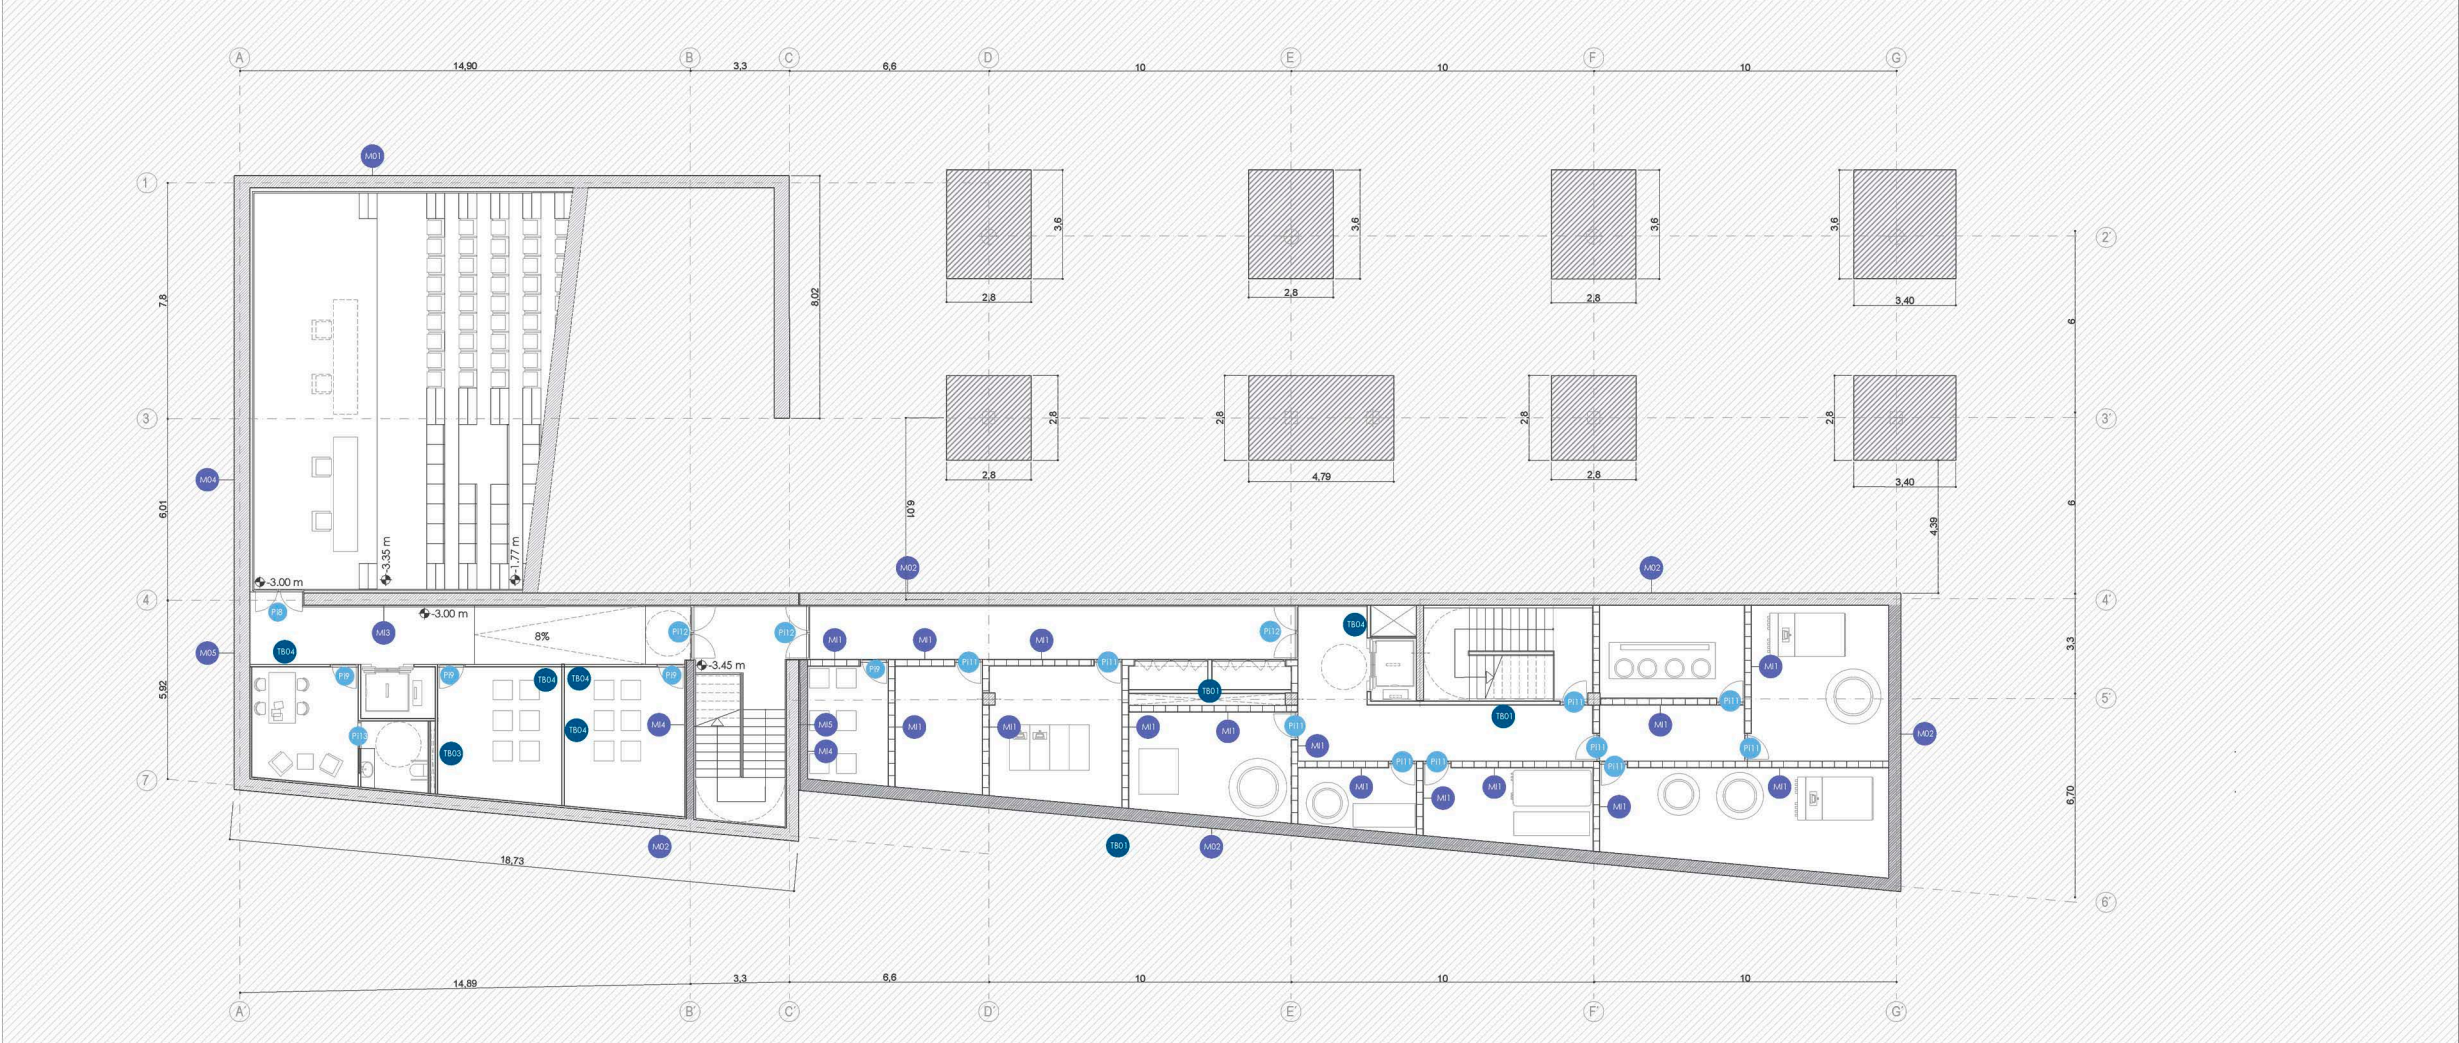 A B C D E F G
14,90 3,3 6,6 10 10 10
M01
1
3,6 3,6 3,6 3,6
2'
2,8 2,8 2,8 3,40
7,8 8,02 6
3 3'
2,8 2,8 2,8 2,8
2,8 4,79 2,8 3,40
M04
6,01 6,01 6 4,39
-3.35 m -1.77 m
M02 M02
-3.00 m
4 4'
PI8 -3.00 m
MI3 8% PI12 PI12 MI1 MI1 MI1 PI12 TB04
M05 TB04 3,3
-3.45 m
PI9 PI9 TB04 TB04 PI9 PI9 PI11 PI11 MI1
5,92 TB01 PI11 PI11 5'
TB04 MI4 MI5 MI1 MI1 MI1 MI1 PI11 TB01 MI1
PI13 TB03 MI4 MI1 PI11 PI11 M02
PI11 PI11 PI11
7 MI1 MI1 MI1 MI1 MI1 6,70
M02 TB01 M02
18,73
6'
14,89 3,3 6,6 10 10 10
A' B' C' D' E' F' G'